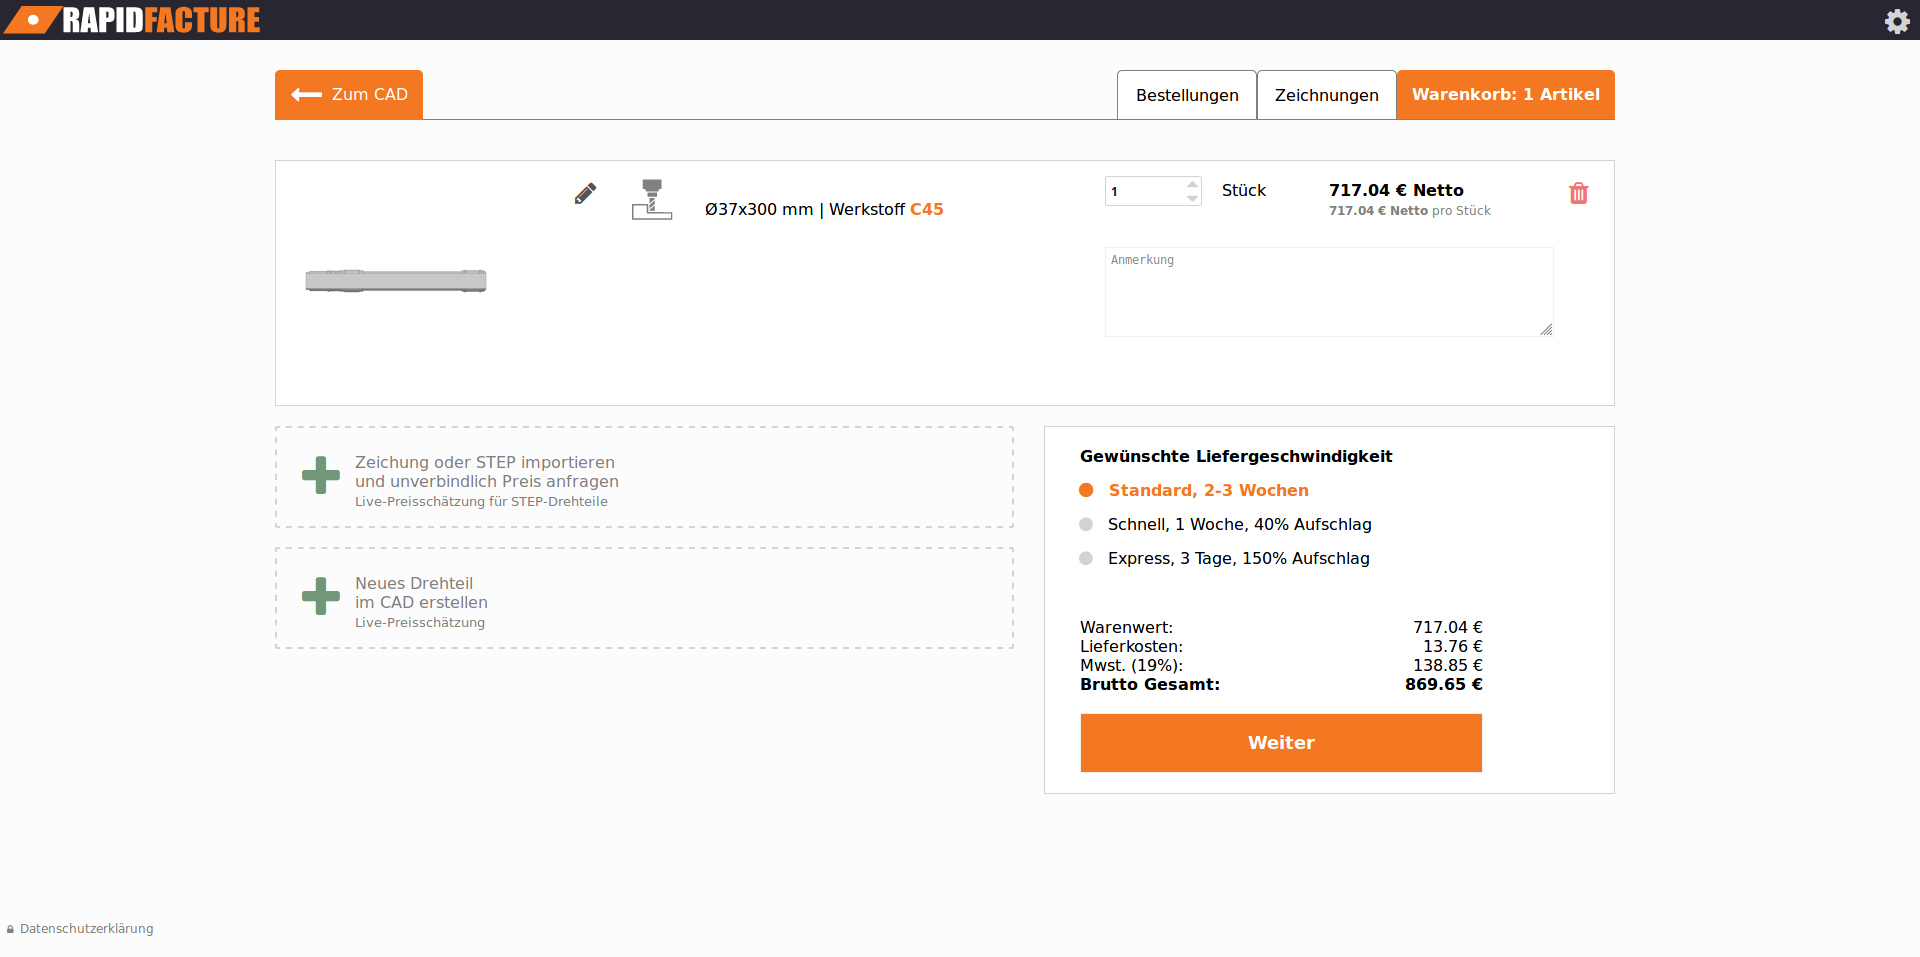 RAPIDFACTURE
Zum CAD
Bestellungen
Zeichnungen
Warenkorb: 1 Artikel
Ø37x300 mm | Werkstoff C45
1
Stück
717.04 € Netto
717.04 € Netto pro Stück
Anmerkung
Zeichung oder STEP importieren
und unverbindlich Preis anfragen
Live-Preisschätzung für STEP-Drehteile
Neues Drehteil
im CAD erstellen
Live-Preisschätzung
Gewünschte Liefergeschwindigkeit
Standard, 2-3 Wochen
Schnell, 1 Woche, 40% Aufschlag
Express, 3 Tage, 150% Aufschlag
Warenwert: 717.04 €
Lieferkosten: 13.76 €
Mwst. (19%): 138.85 €
Brutto Gesamt: 869.65 €
Weiter
Datenschutzerklärung